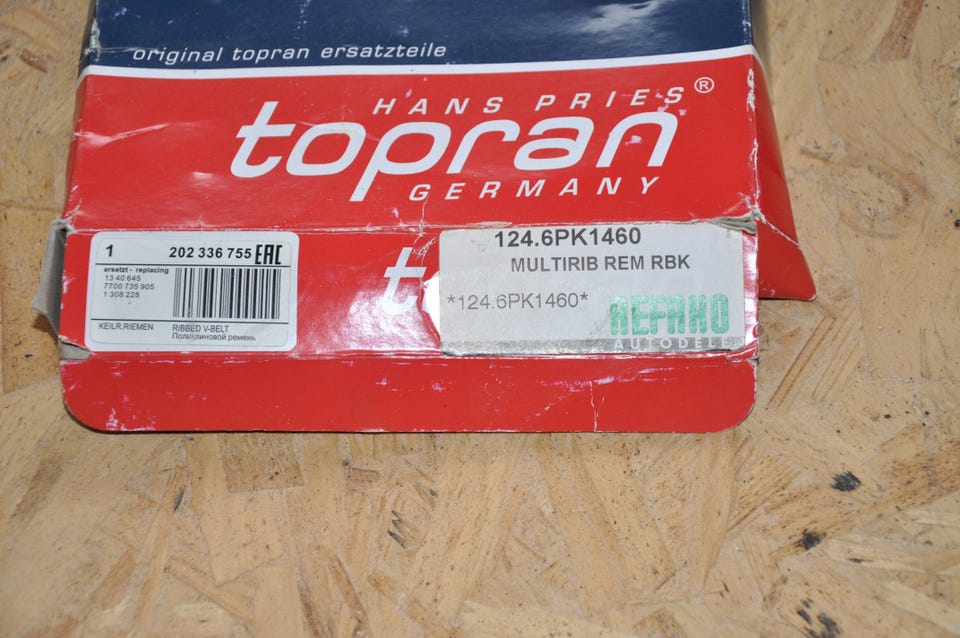 original topran ersatzteile
HANS PRIES®
topran
GERMANY
1 202 336 755 EAC
ersetzt - replacing
13 40 645
7700 735 905
1 308 228
KEILR.RIEMEN RIBBED V-BELT
Поликлиновой ремень
t
124.6PK1460
MULTIRIB REM RBK
*124.6PK1460*
REFAKO
AUTODELE